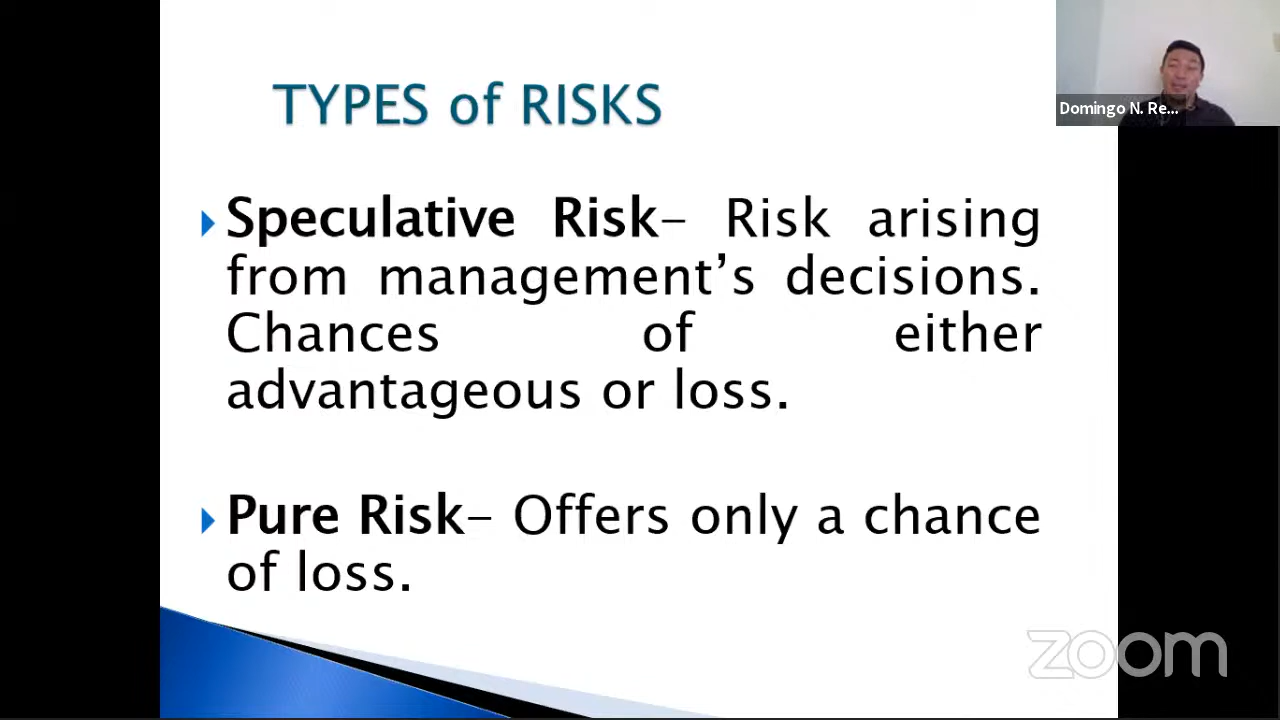 TYPES of RISKS
Domingo N. Re...
Speculative Risk- Risk arising
from management’s decisions.
Chances of either
advantageous or loss.
Pure Risk- Offers only a chance
of loss.
zoom